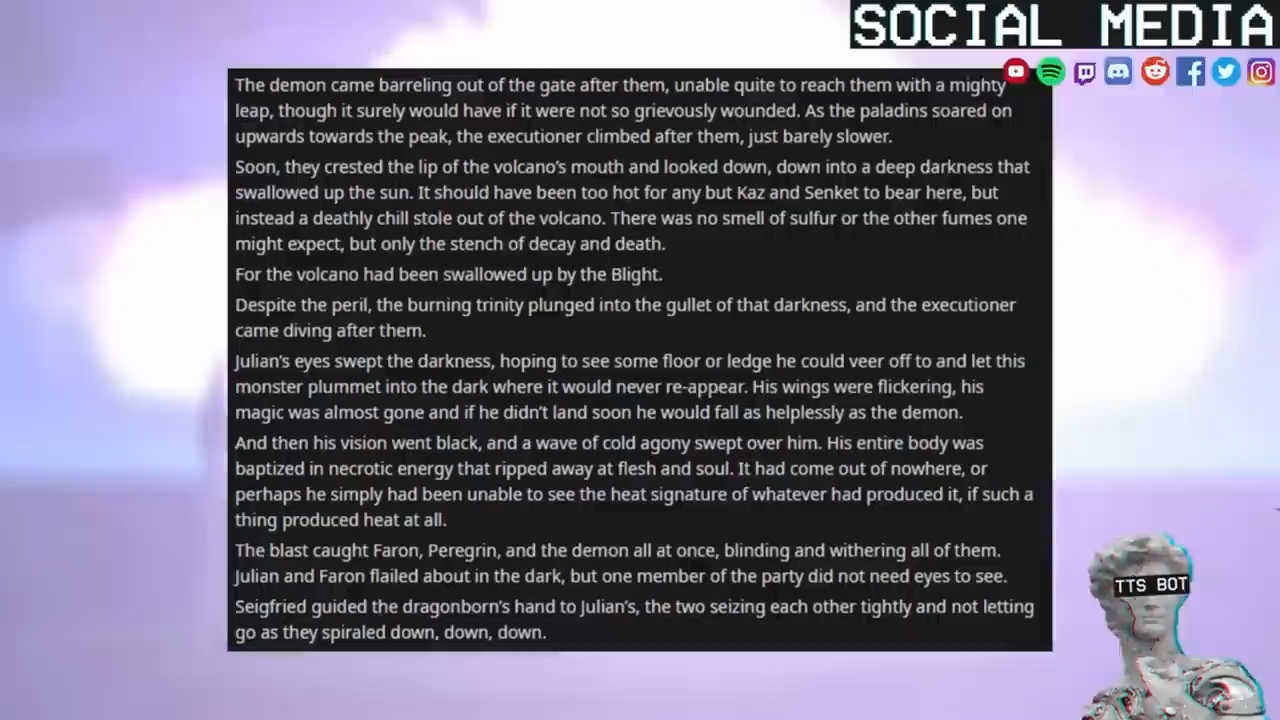 SOCIAL MEDIA
The demon came barreling out of the gate after them, unable quite to reach them with a mighty
leap, though it surely would have if it were not so grievously wounded. As the paladins soared on
upwards towards the peak, the executioner climbed after them, just barely slower.
Soon, they crested the lip of the volcano's mouth and looked down, down into a deep darkness that
swallowed up the sun. It should have been too hot for any but Kaz and Senket to bear here, but
instead a deathly chill stole out of the volcano. There was no smell of sulfur or the other fumes one
might expect, but only the stench of decay and death.
For the volcano had been swallowed up by the Blight.
Despite the peril, the burning trinity plunged into the gullet of that darkness, and the executioner
came diving after them.
Julian's eyes swept the darkness, hoping to see some floor or ledge he could veer off to and let this
monster plummet into the dark where it would never re-appear. His wings were flickering, his
magic was almost gone and if he didn't land soon he would fall as helplessly as the demon.
And then his vision went black, and a wave of cold agony swept over him. His entire body was
baptized in necrotic energy that ripped away at flesh and soul. It had come out of nowhere, or
perhaps he simply had been unable to see the heat signature of whatever had produced it, if such a
thing produced heat at all.
The blast caught Faron, Peregrin, and the demon all at once, blinding and withering all of them.
Julian and Faron flailed about in the dark, but one member of the party did not need eyes to see.
Seigfried guided the dragonborn's hand to Julian's, the two seizing each other tightly and not letting
go as they spiraled down, down, down.
TTS BOT